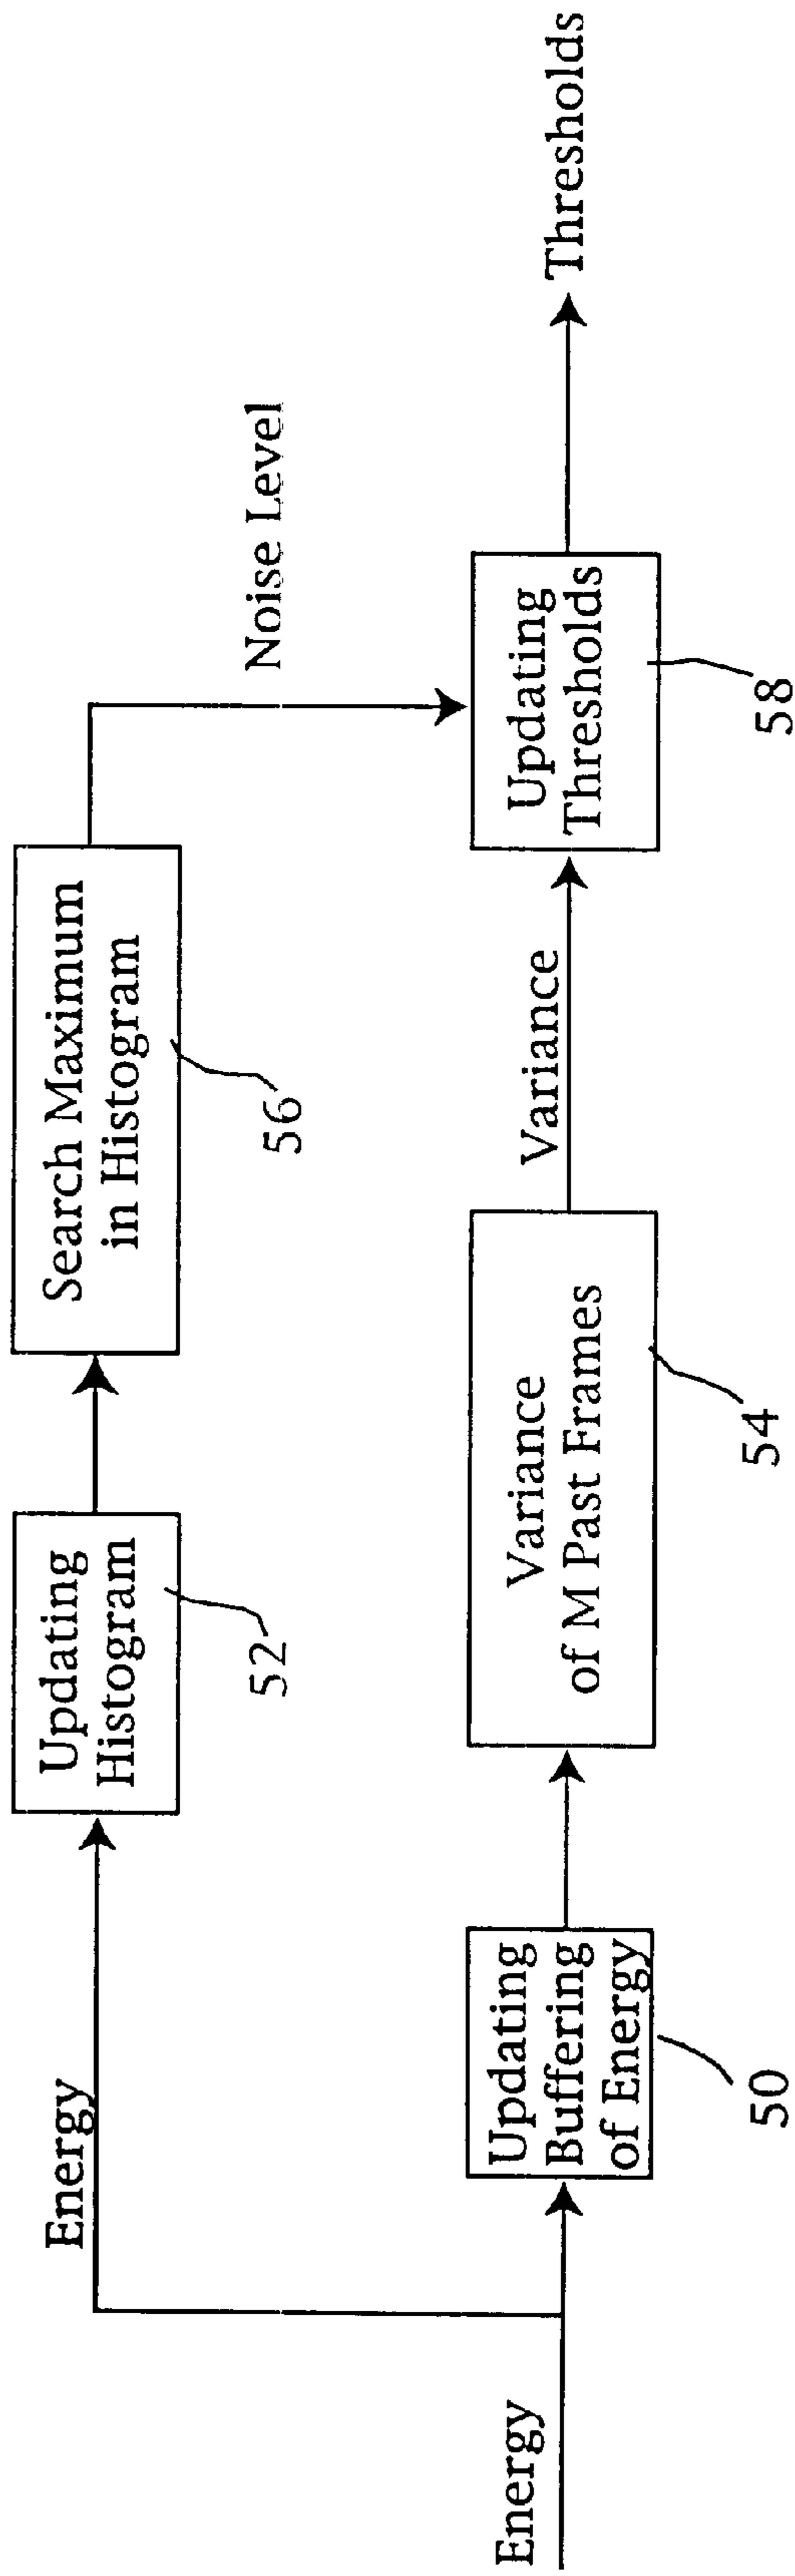 Energy
Energy
Updating
Histogram
52
Search Maximum
in Histogram
56
Noise Level
Updating
Buffering
of Energy
50
Variance
of M Past Frames
54
Variance
Updating
Thresholds
58
Thresholds